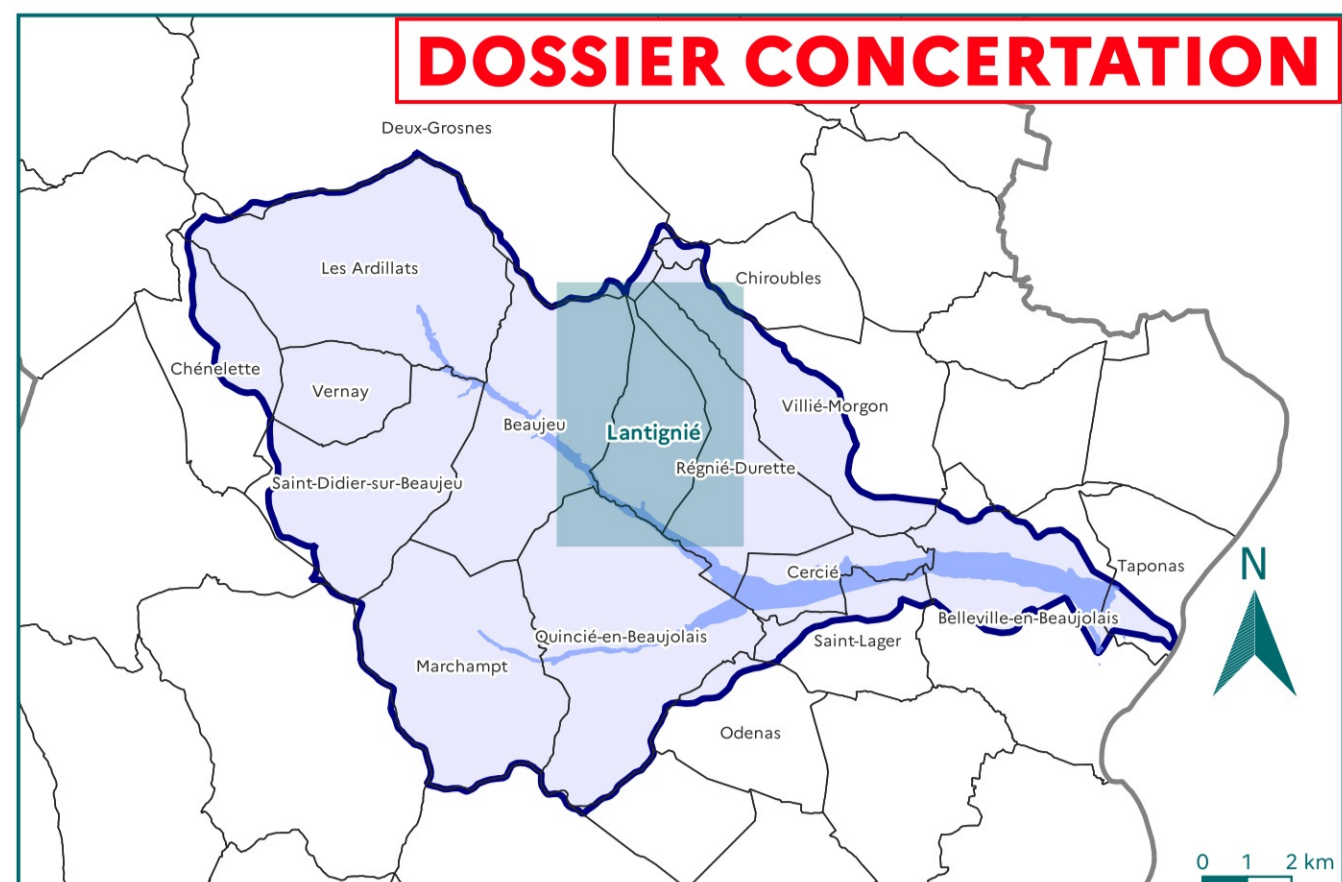 DOSSIER CONCERTATION
Deux-Grosnes
Les Ardillats
Chiroubles
Chénelette
Vernay
Villié-Morgon
Beaujeu
Lantignié
Régnié-Durette
Saint-Didier-sur-Beaujeu
N
Taponas
Cercié
Belleville-en-Beaujolais
Quincié-en-Beaujolais
Saint-Lager
Marchampt
Odenas
0 1 2 km